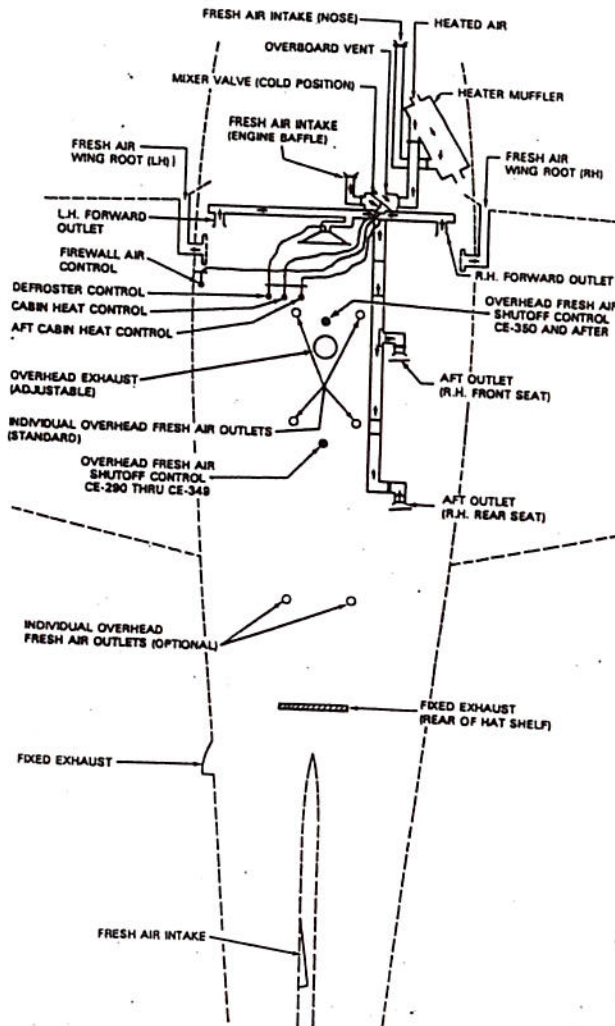 FRESH AIR INTAKE (NOSE)
HEATED AIR
OVERBOARD VENT
MIXER VALVE (COLD POSITION)
HEATER MUFFLER
FRESH AIR INTAKE
(ENGINE BAFFLE)
FRESH AIR
WING ROOT (LH)
FRESH AIR
WING ROOT (RH)
L.H. FORWARD
OUTLET
FIREWALL AIR
CONTROL
R.H. FORWARD OUTLET
DEFROSTER CONTROL
CABIN HEAT CONTROL
AFT CABIN HEAT CONTROL
OVERHEAD FRESH AIR
SHUTOFF CONTROL
CE-350 AND AFTER
OVERHEAD EXHAUST
(ADJUSTABLE)
AFT OUTLET
(R.H. FRONT SEAT)
INDIVIDUAL OVERHEAD FRESH AIR OUTLETS
(STANDARD)
OVERHEAD FRESH AIR
SHUTOFF CONTROL
CE-290 THRU CE-349
AFT OUTLET
(R.H. REAR SEAT)
INDIVIDUAL OVERHEAD
FRESH AIR OUTLETS (OPTIONAL)
FIXED EXHAUST
(REAR OF HAT SHELF)
FIXED EXHAUST
FRESH AIR INTAKE